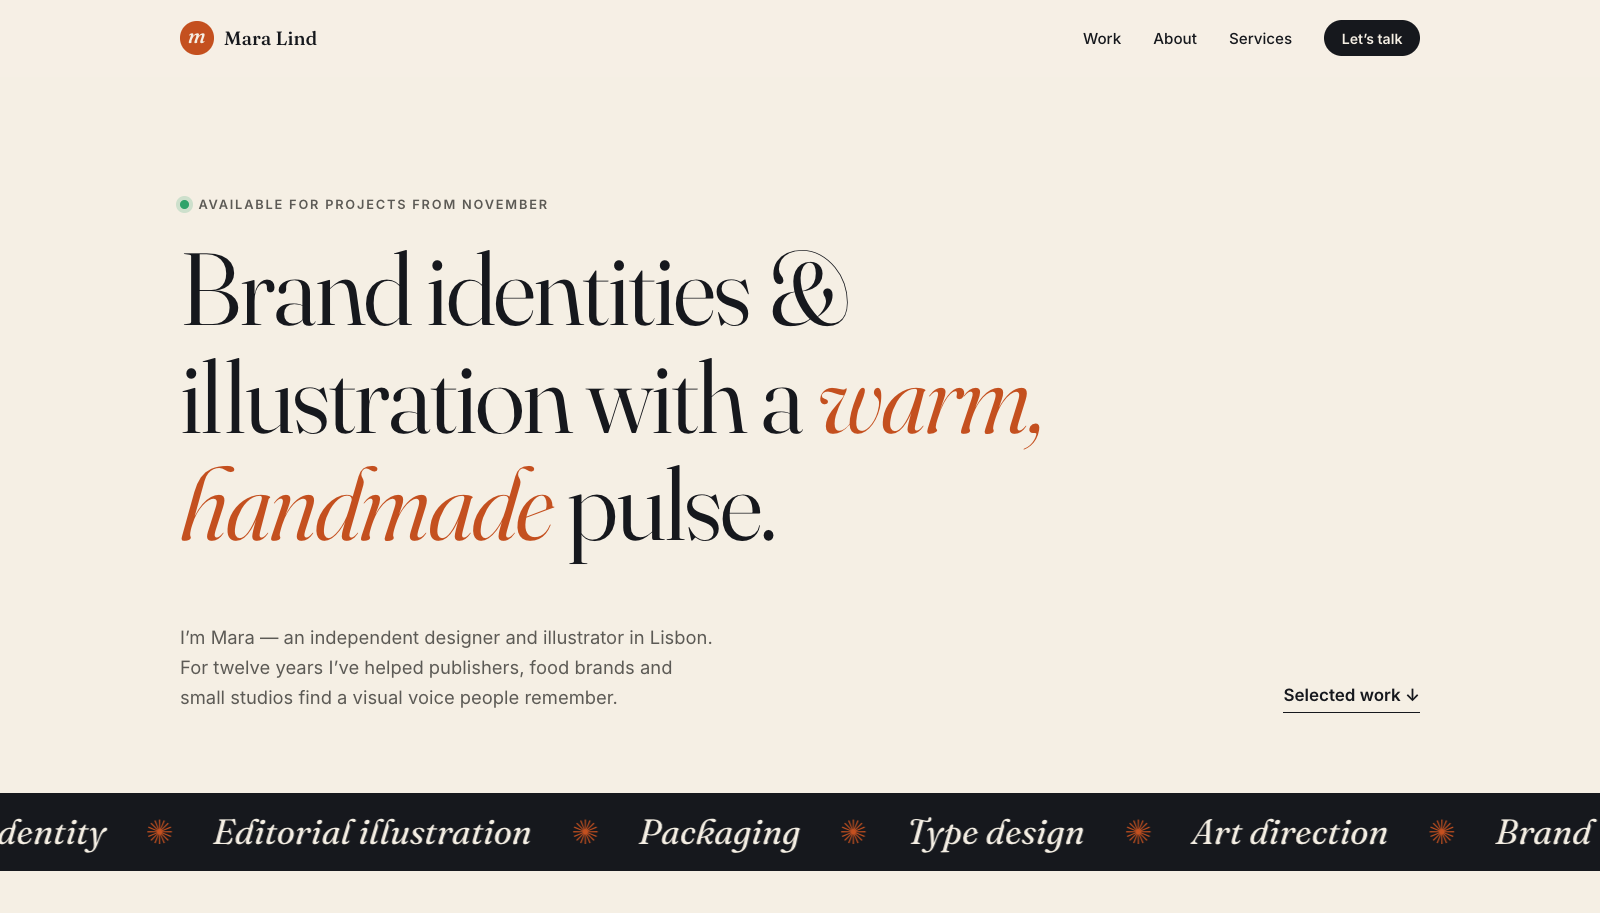 m Mara Lind
Work About Services Let’s talk
AVAILABLE FOR PROJECTS FROM NOVEMBER
Brand identities &
illustration with a warm,
handmade pulse.
I’m Mara — an independent designer and illustrator in Lisbon.
For twelve years I’ve helped publishers, food brands and
small studios find a visual voice people remember.
Selected work ↓
dentity ✺ Editorial illustration ✺ Packaging ✺ Type design ✺ Art direction ✺ Brand